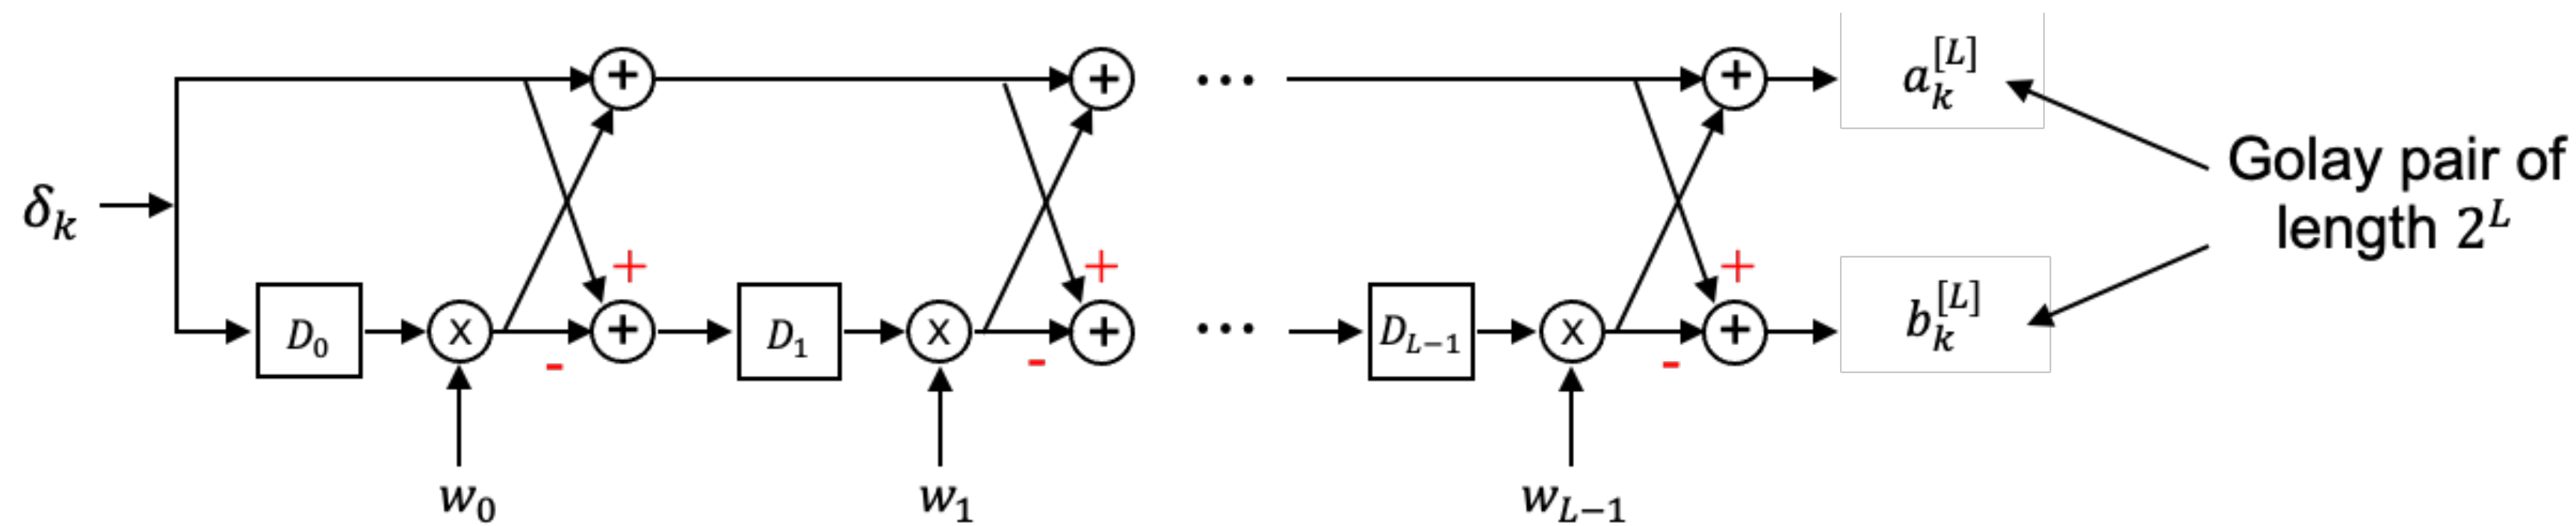 + + … + a_k^{[L]}
δ_k
Golay pair of
length 2^L
+ + +
D_0 x + D_1 x + … D_{L-1} x + b_k^{[L]}
- - -
w_0 w_1 w_{L-1}